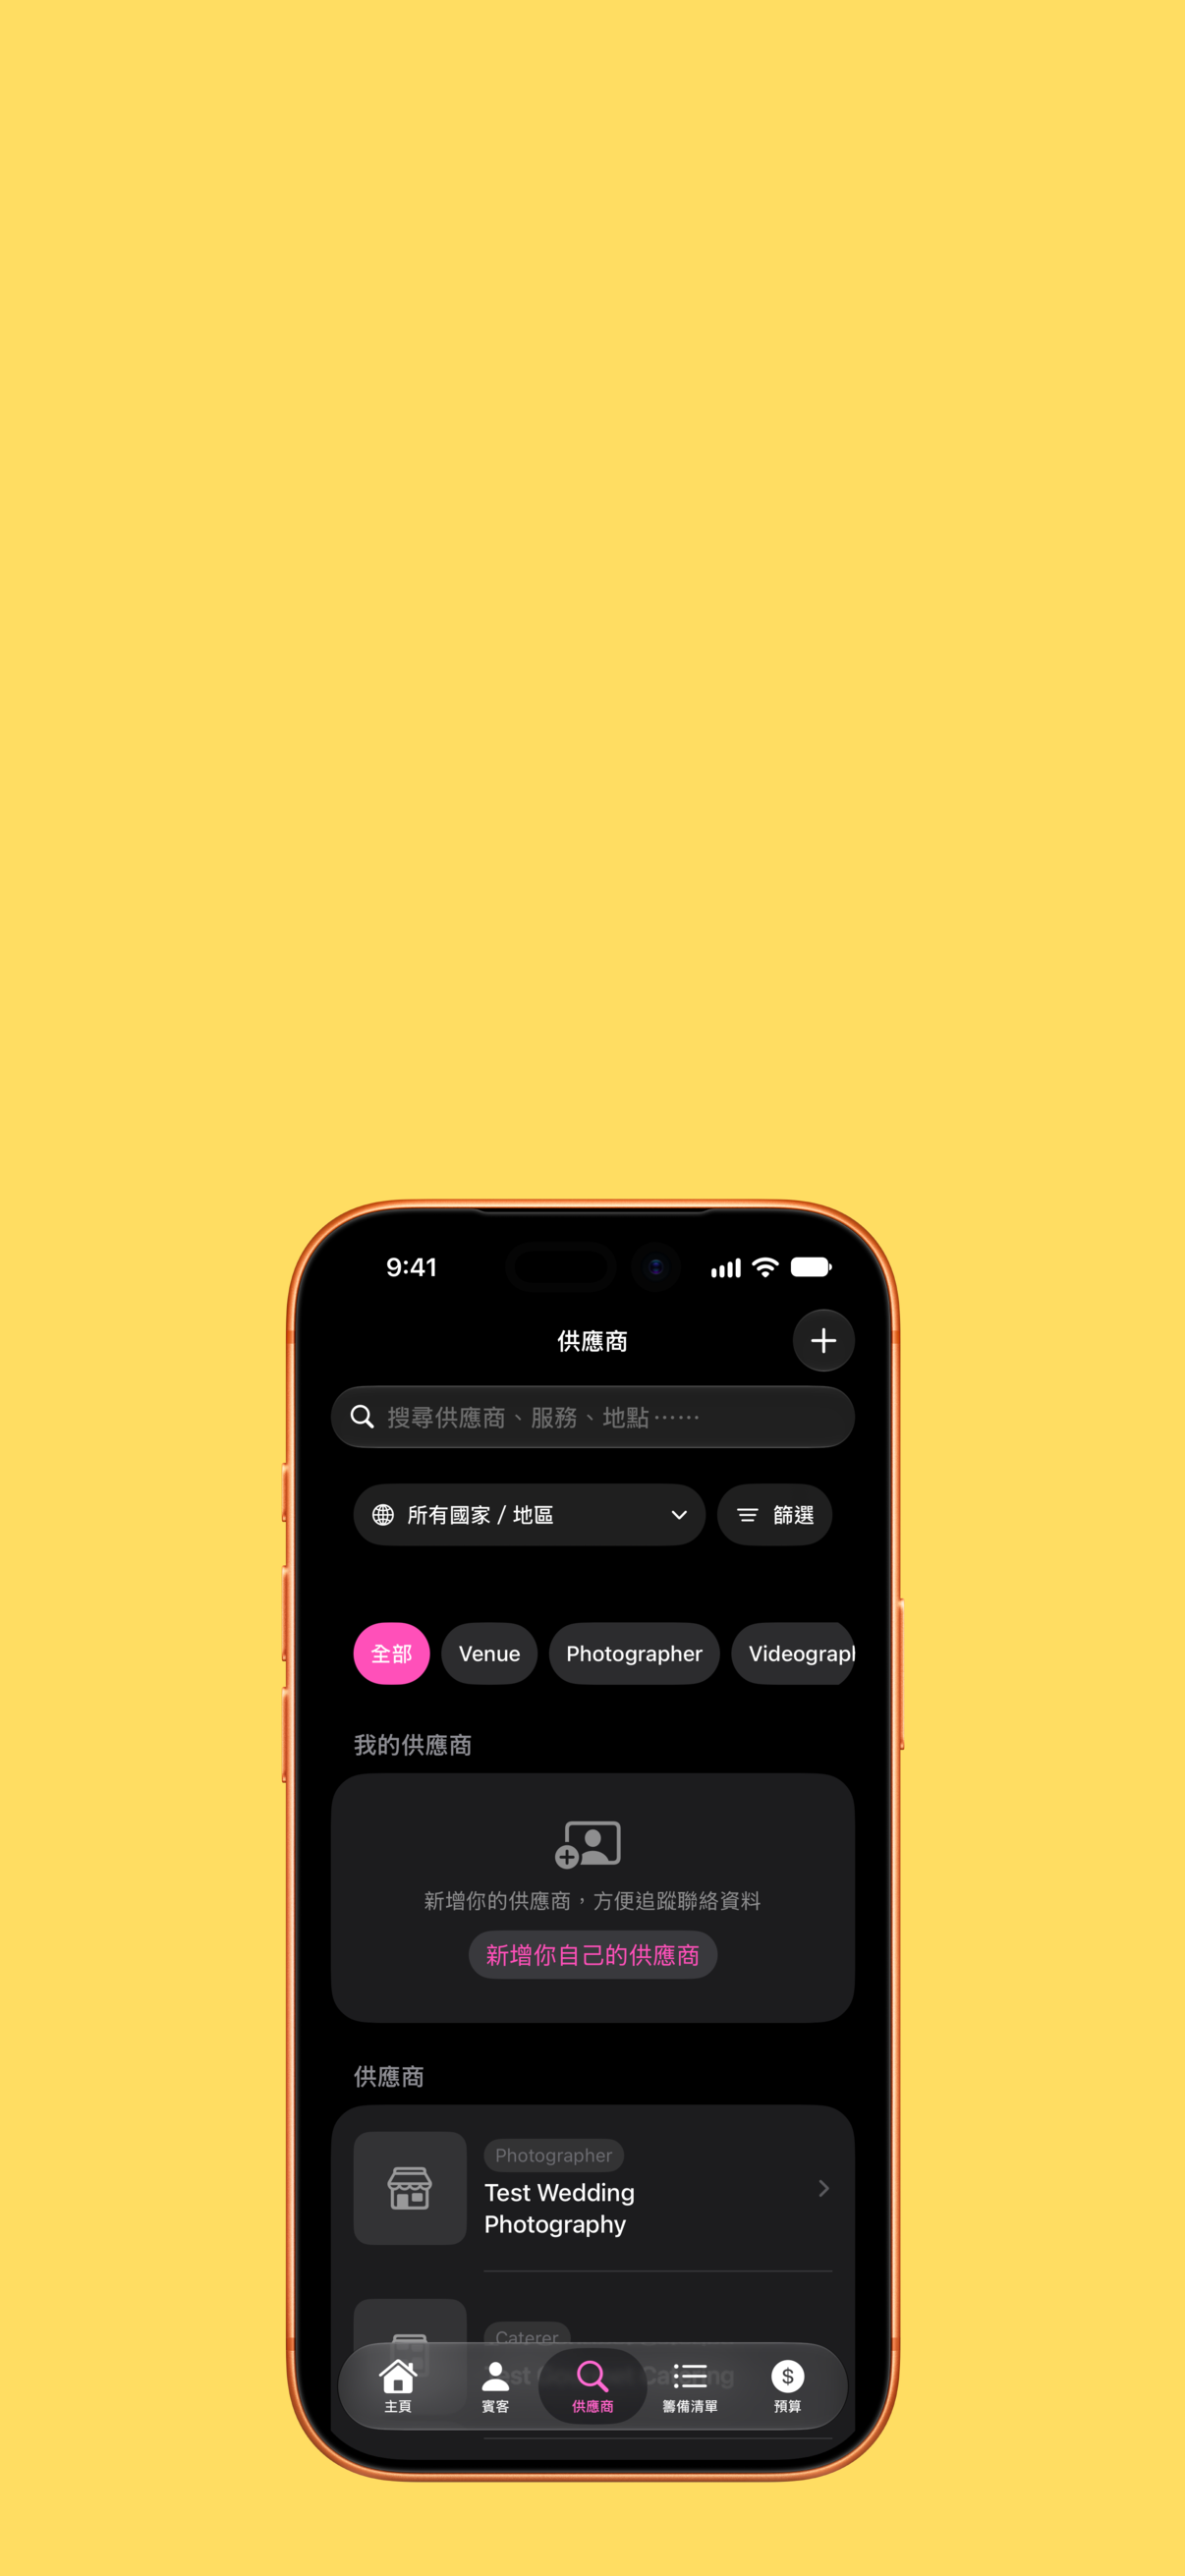 9:41
供應商
搜尋供應商、服務、地點⋯⋯
所有國家 / 地區
篩選
全部
Venue
Photographer
Videograph
我的供應商
新增你的供應商，方便追蹤聯絡資料
新增你自己的供應商
供應商
Photographer
Test Wedding
Photography
Caterer
主頁
賓客
供應商
籌備清單
預算